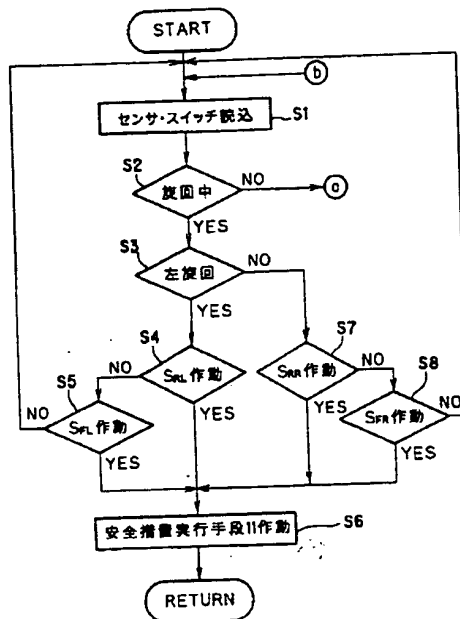 START
b
センサ・スイッチ読込 S1
S2
旋回中 NO a
YES
S3
左旋回 NO
YES
S4 S7
SRL作動 NO SRR作動 NO
S5 S8
NO SFL作動 YES YES SFR作動 NO
YES YES
安全措置実行手段11作動 S6
RETURN